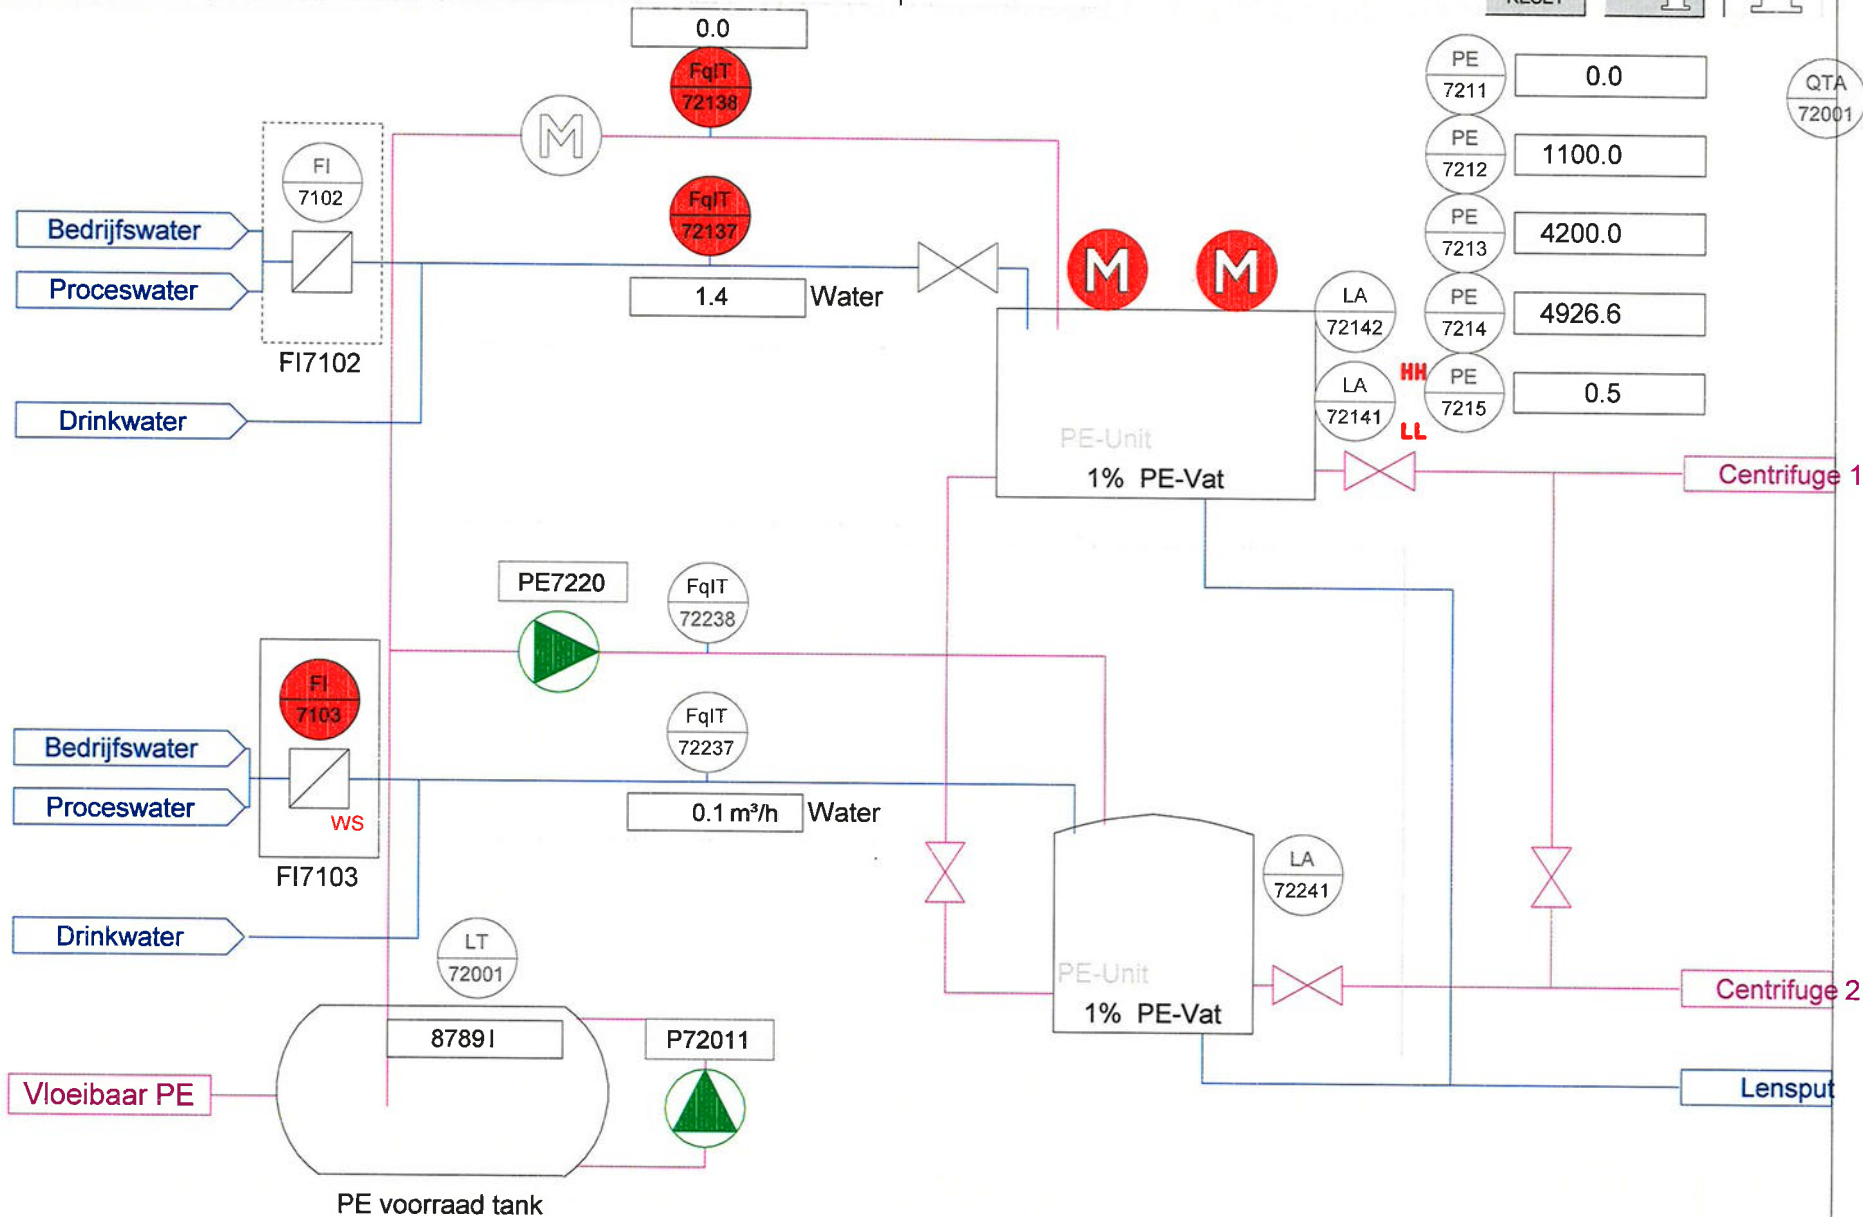 RESET
0.0
FqIT
72138
M
FI
7102
FqIT
72137
Bedrijfswater
Proceswater
1.4
Water
FI7102
Drinkwater
M
M
PE
7211
0.0
QTA
72001
PE
7212
1100.0
PE
7213
4200.0
LA
72142
PE
7214
4926.6
LA
72141
HH
LL
PE
7215
0.5
PE-Unit
1% PE-Vat
Centrifuge 1
PE7220
FqIT
72238
FI
7103
Bedrijfswater
Proceswater
WS
FI7103
FqIT
72237
0.1 m³/h
Water
LA
72241
Drinkwater
LT
72001
PE-Unit
1% PE-Vat
Centrifuge 2
8789 l
P72011
Vloeibaar PE
Lensput
PE voorraad tank